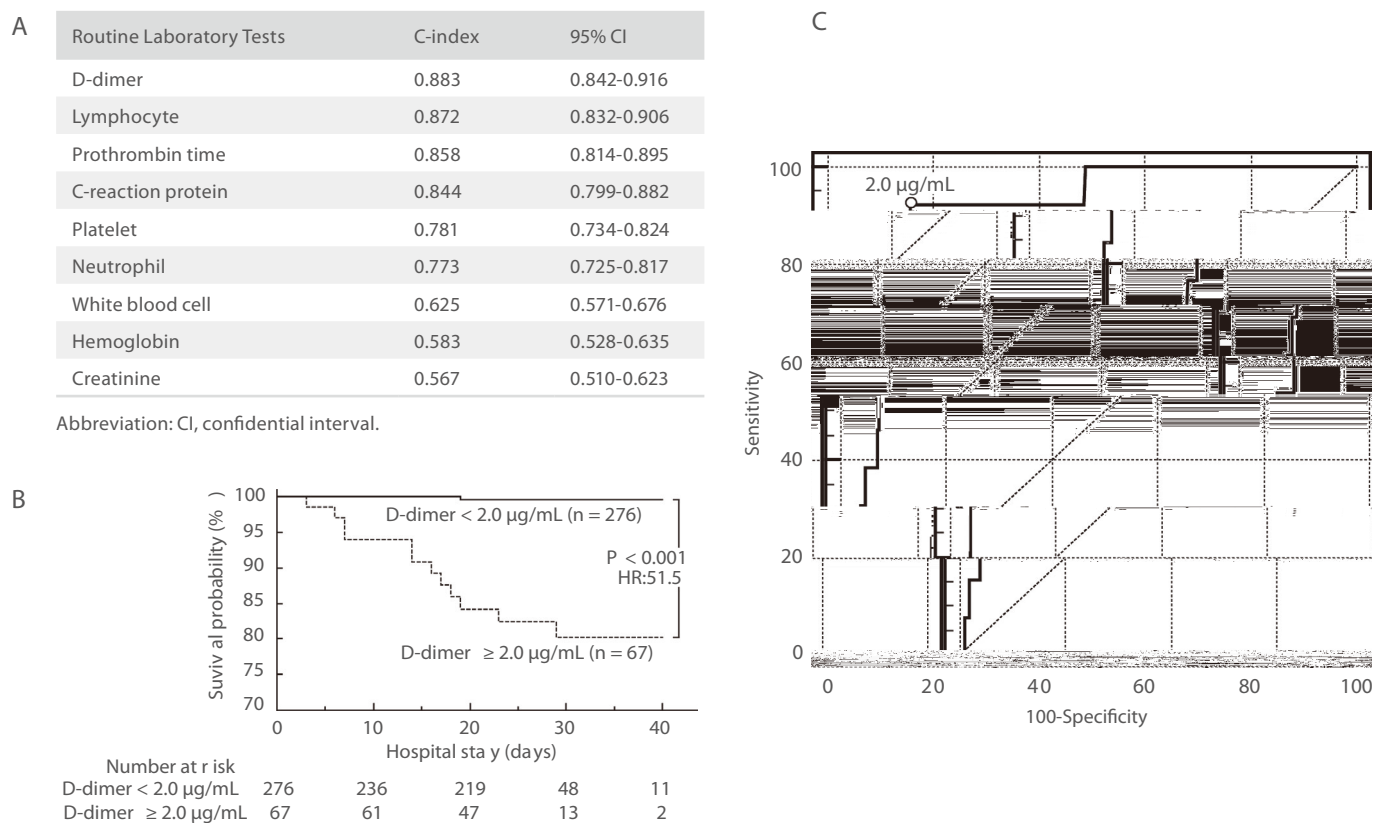 A
Routine Laboratory Tests C-index 95% CI
D-dimer 0.883 0.842-0.916
Lymphocyte 0.872 0.832-0.906
Prothrombin time 0.858 0.814-0.895
C-reaction protein 0.844 0.799-0.882
Platelet 0.781 0.734-0.824
Neutrophil 0.773 0.725-0.817
White blood cell 0.625 0.571-0.676
Hemoglobin 0.583 0.528-0.635
Creatinine 0.567 0.510-0.623
Abbreviation: CI, confidential interval.
B
Suviv al probability (% )
100
95
90
85
80
75
70
D-dimer < 2.0 μg/mL (n = 276)
P < 0.001
HR:51.5
D-dimer ≥ 2.0 μg/mL (n = 67)
0 10 20 30 40
Hospital sta y (days)
Number at r isk
D-dimer < 2.0 μg/mL 276 236 219 48 11
D-dimer ≥ 2.0 μg/mL 67 61 47 13 2
C
Sensitivity
100
80
60
40
20
0
2.0 μg/mL
0 20 40 60 80 100
100-Specificity